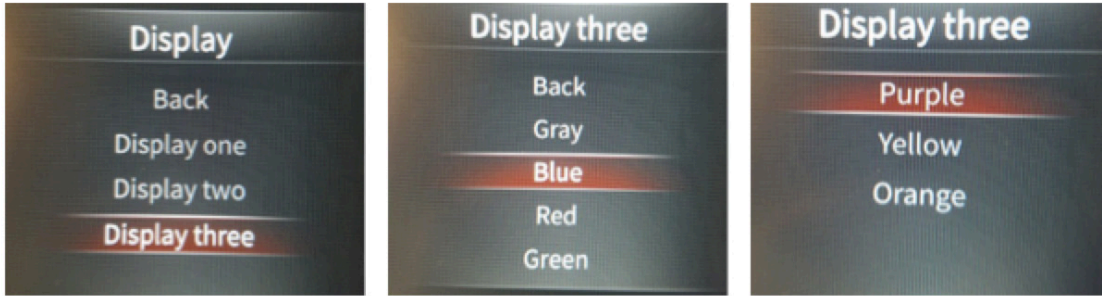 Display
Back
Display one
Display two
Display three
Display three
Back
Gray
Blue
Red
Green
Display three
Purple
Yellow
Orange